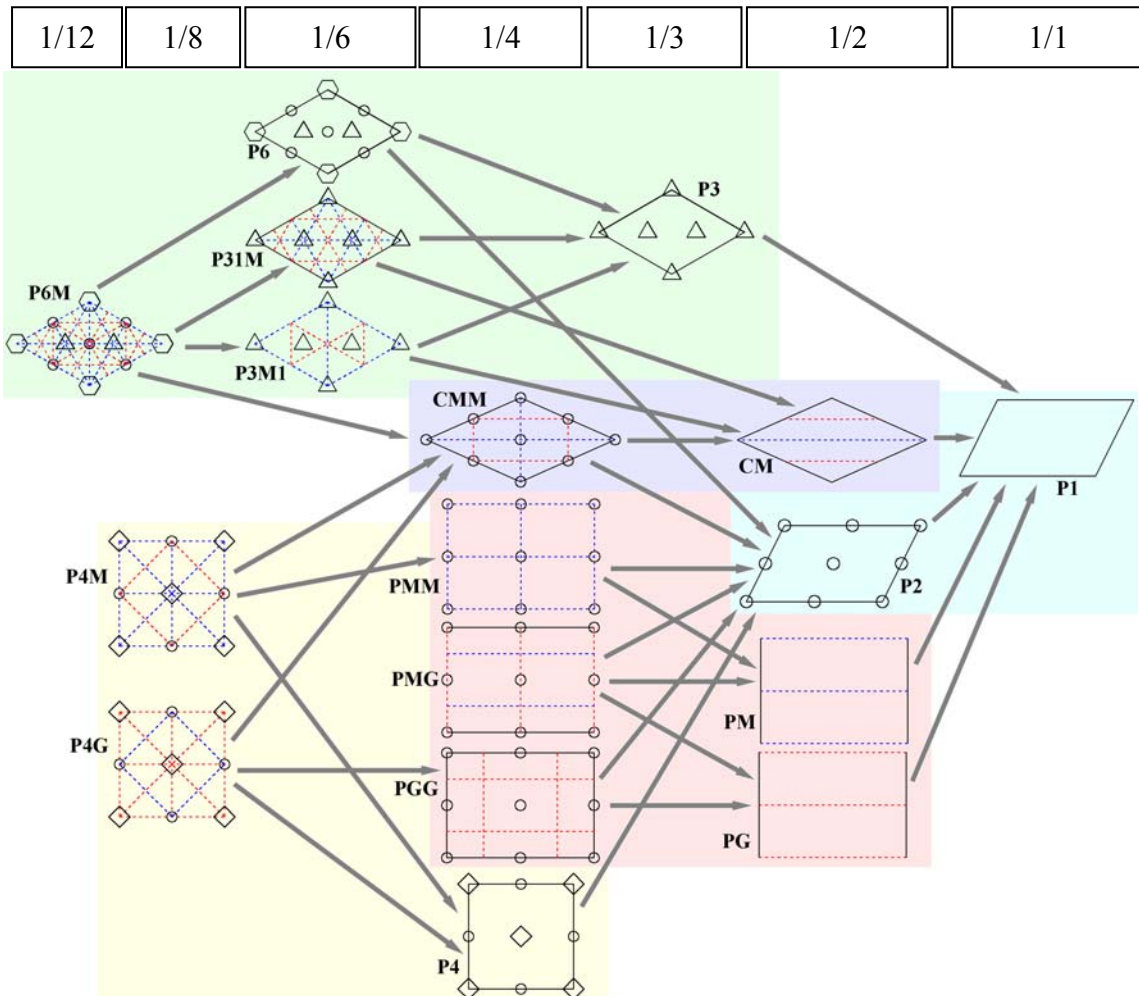 1/12 1/8 1/6 1/4 1/3 1/2 1/1
P6
P3
P31M
P6M
P3M1
CMM
CM
P1
P4M
PMM
P2
PMG
PM
P4G
PGG
PG
P4